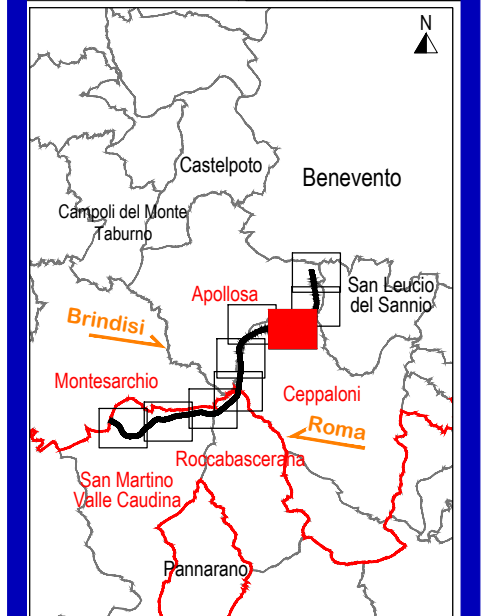 N
Castelpoto
Benevento
Campoli del Monte
Taburno
San Leucio
del Sannio
Apollosa
Brindisi
Montesarchio
Ceppaloni
Roma
Roccabascerana
San Martino
Valle Caudina
Pannarano